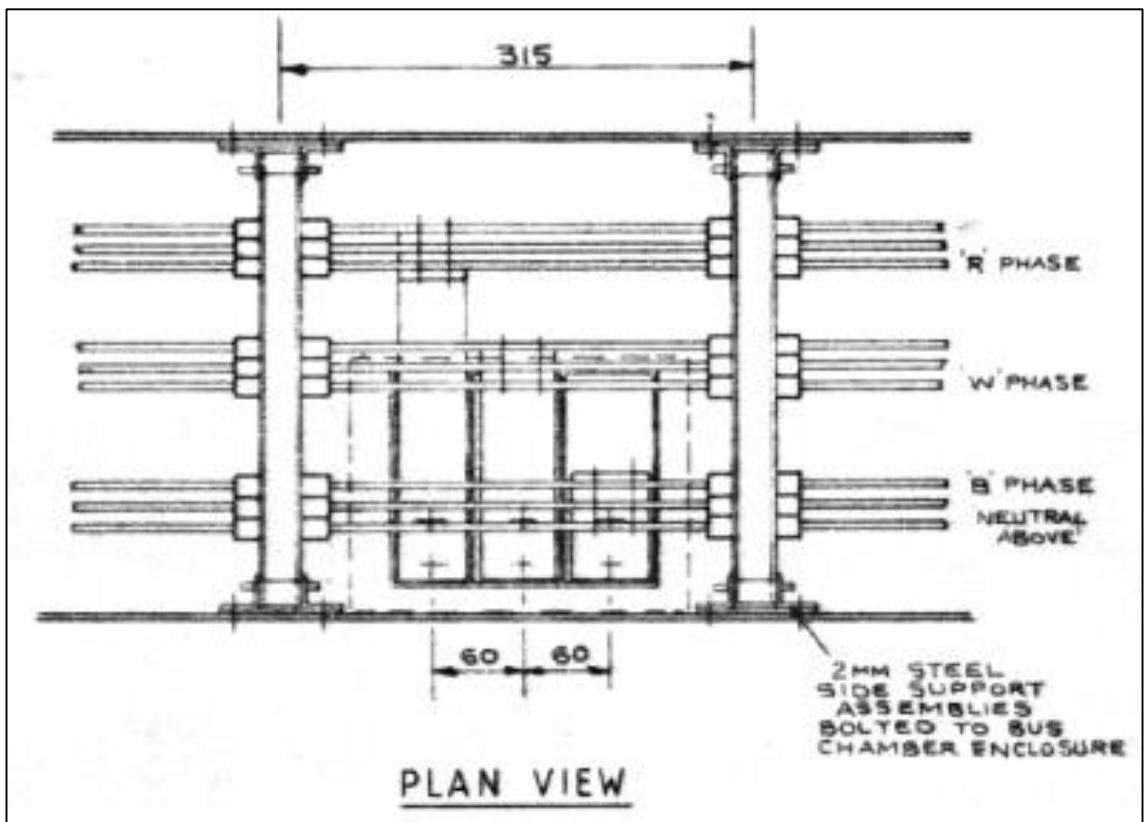 315
'R' PHASE
'W' PHASE
'B' PHASE
NEUTRAL
ABOVE
60 60
2MM STEEL
SIDE SUPPORT
ASSEMBLIES
BOLTED TO BUS
CHAMBER ENCLOSURE
PLAN VIEW